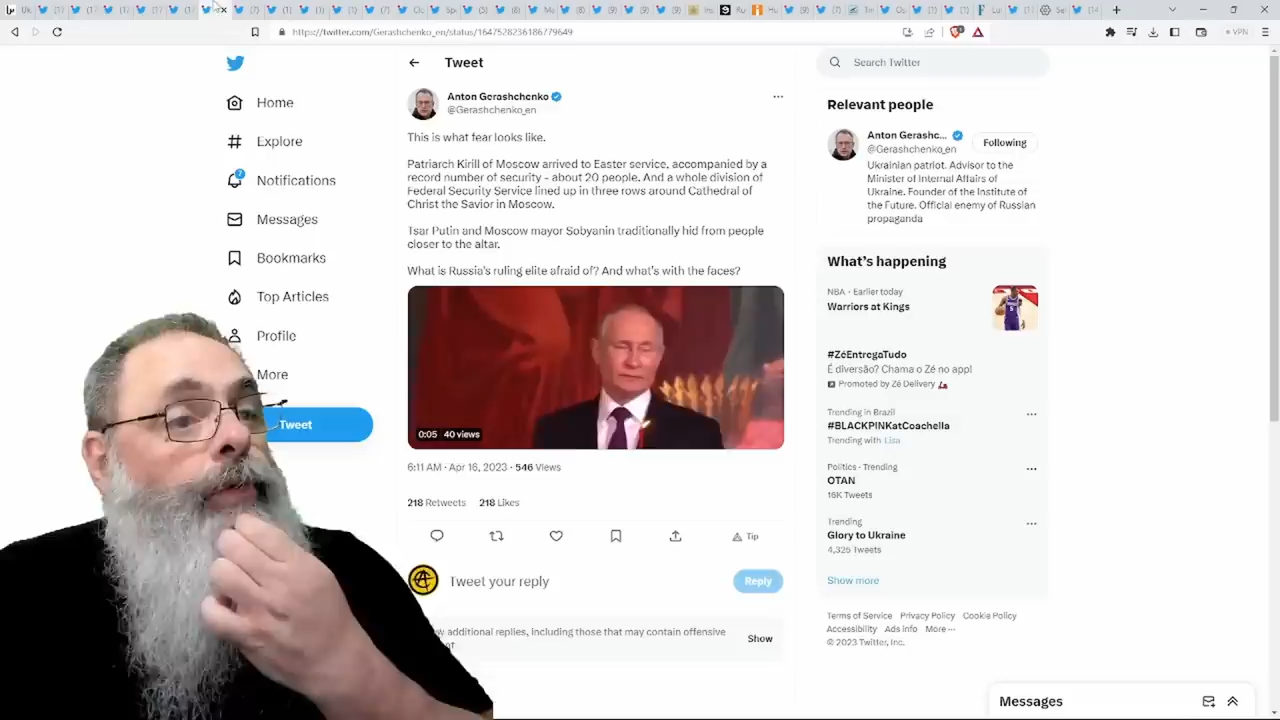 https://twitter.com/Gerashchenko_en/status/1647528236186779649
VPN
Home
Explore
Notifications
Messages
Bookmarks
Top Articles
Profile
More
Tweet
Tweet
Anton Gerashchenko
@Gerashchenko_en
This is what fear looks like.
Patriarch Kirill of Moscow arrived to Easter service, accompanied by a
record number of security - about 20 people. And a whole division of
Federal Security Service lined up in three rows around Cathedral of
Christ the Savior in Moscow.
Tsar Putin and Moscow mayor Sobyanin traditionally hid from people
closer to the altar.
What is Russia's ruling elite afraid of? And what's with the faces?
0:05 40 views
6:11 AM · Apr 16, 2023 · 546 Views
218 Retweets 218 Likes
Tip
Tweet your reply
Reply
additional replies, including those that may contain offensive
Show
Search Twitter
Relevant people
Anton Gerashc...
@Gerashchenko_en
Following
Ukrainian patriot. Advisor to the
Minister of Internal Affairs of
Ukraine. Founder of the Institute of
the Future. Official enemy of Russian
propaganda
What's happening
NBA · Earlier today
Warriors at Kings
#ZéEntregaTudo
É diversão? Chama o Zé no app!
Promoted by Zé Delivery
Trending in Brazil
#BLACKPINKatCoachella
Trending with Lisa
Politics · Trending
OTAN
16K Tweets
Trending
Glory to Ukraine
4,325 Tweets
Show more
Terms of Service Privacy Policy Cookie Policy
Accessibility Ads info More ···
© 2023 Twitter, Inc.
Messages